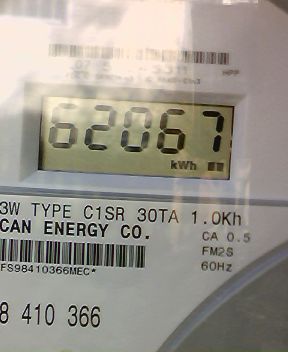 HPF
62067
kWh
3W TYPE C1SR 30TA 1.0Kh
CAN ENERGY CO.
CA 0.5
FM2S
60Hz
FS98410366MEC*
8 410 366